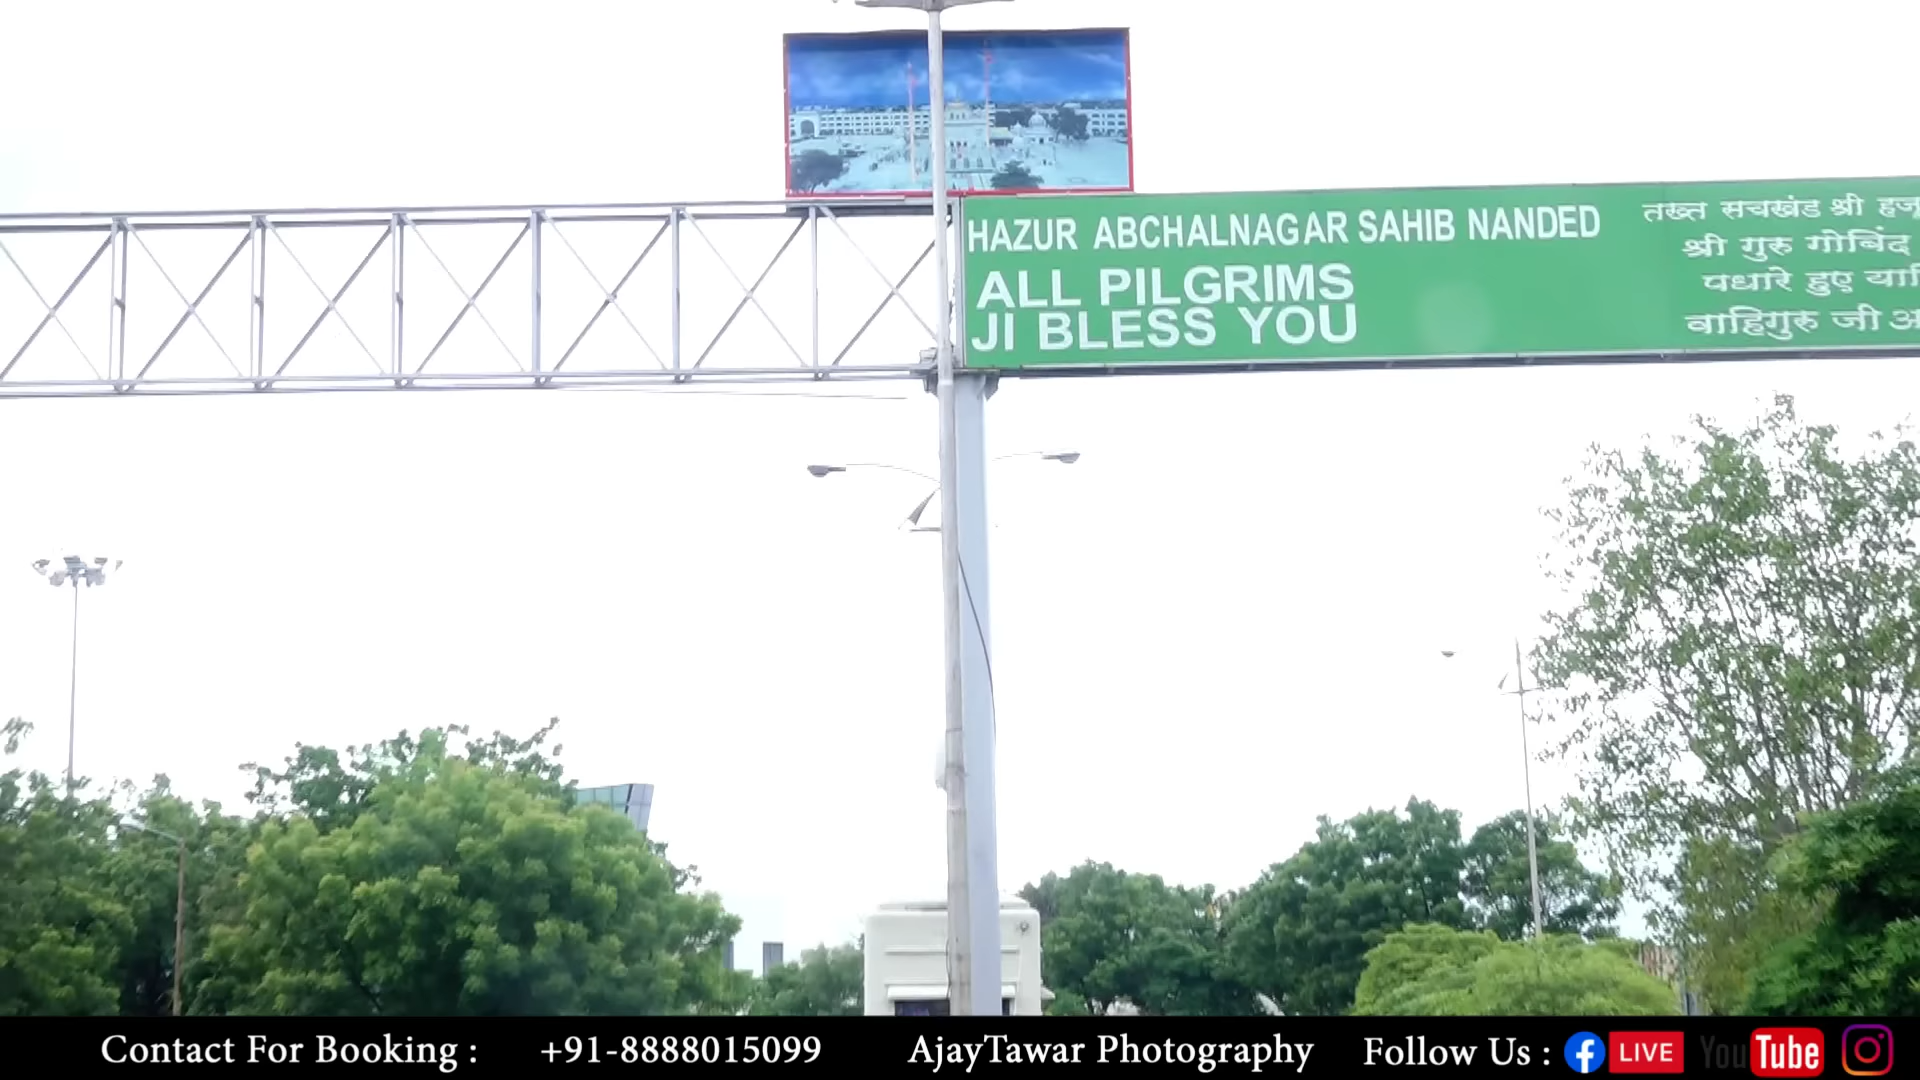 HAZUR ABCHALNAGAR SAHIB NANDED
ALL PILGRIMS
JI BLESS YOU
तख्त सचखंड श्री
श्री गुरु गोबिंद
पधारे हुए
वाहिगुरु जी
Contact For Booking : +91-8888015099 AjayTawar Photography Follow Us : LIVE YouTube